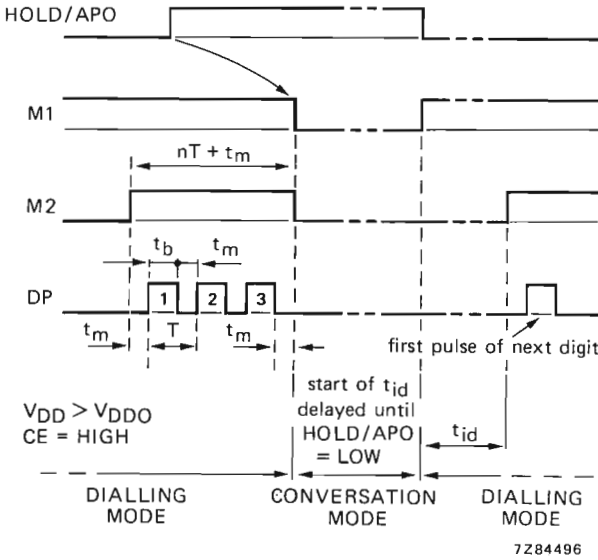 HOLD/APO
M1
nT + tm
M2
tb tm
DP
1 2 3
tm T tm
first pulse of next digit
start of tid
delayed until
HOLD/APO
= LOW
tid
VDD > VDDO
CE = HIGH
DIALLING MODE
CONVERSATION MODE
DIALLING MODE
7Z84496